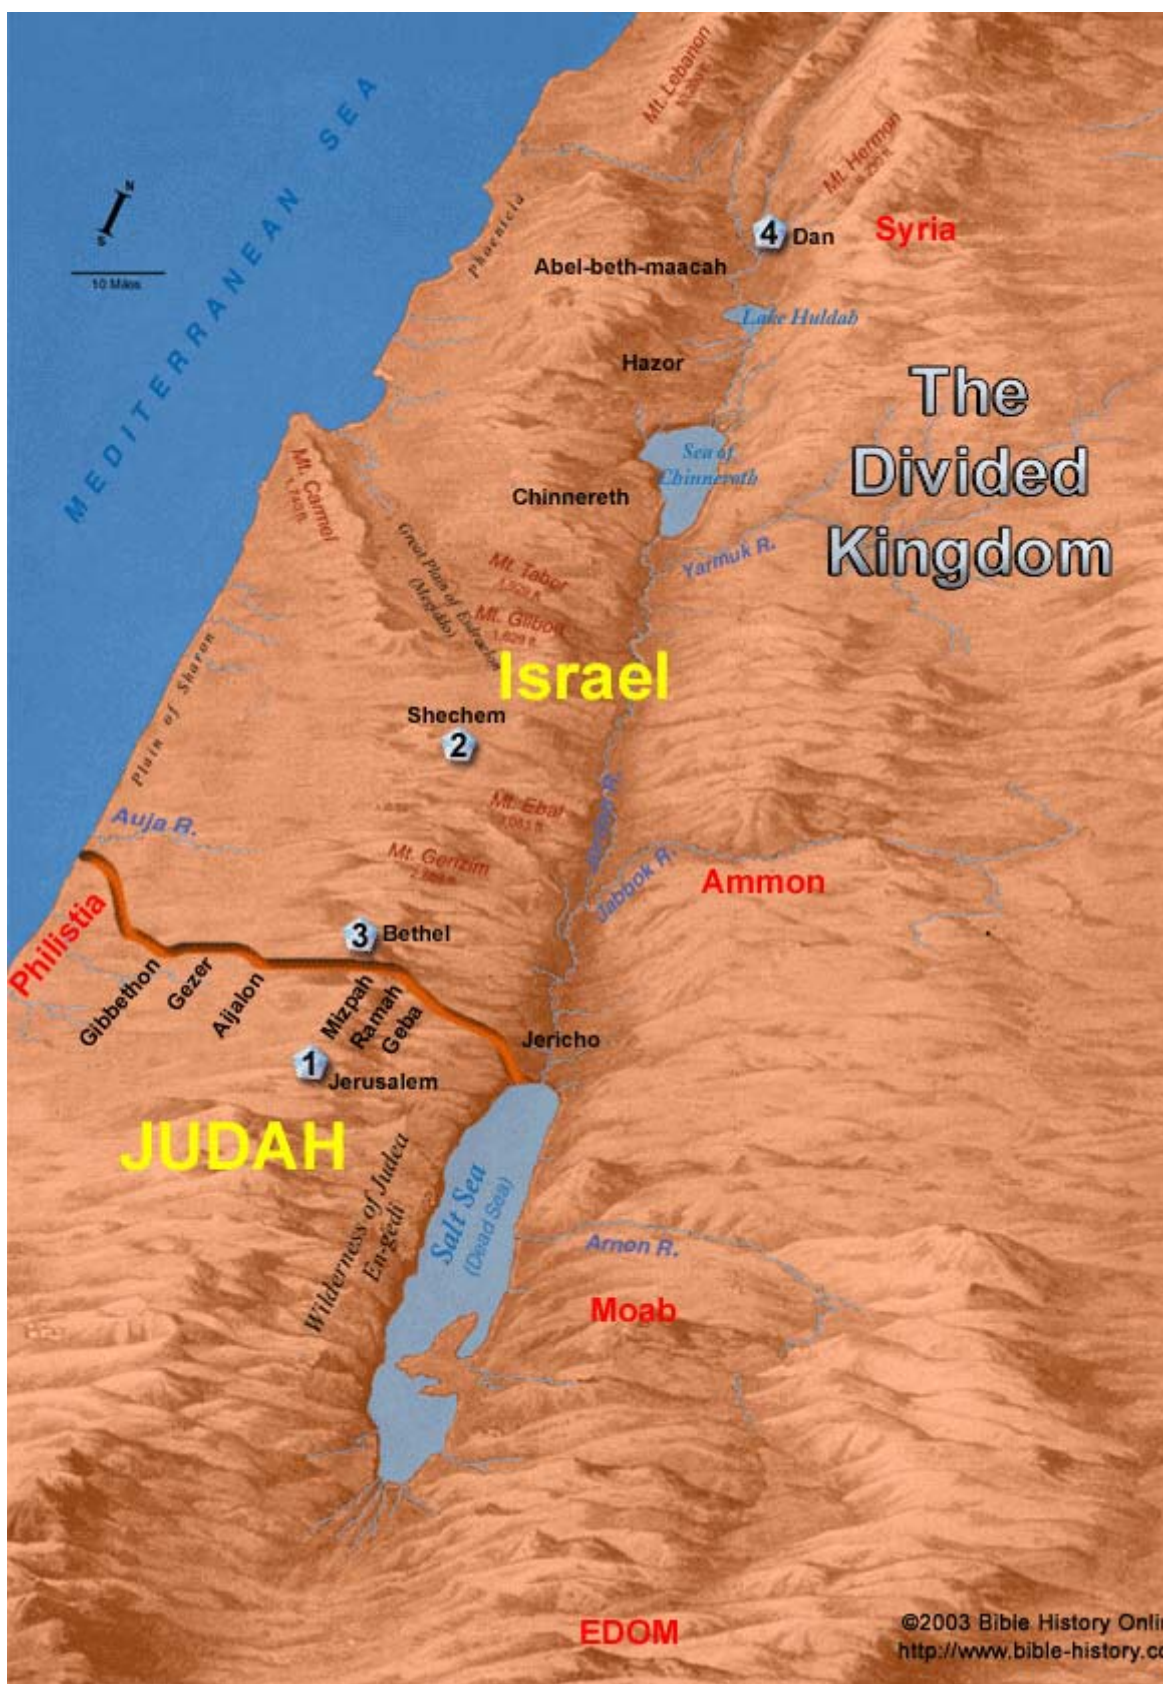 Mt. Lebanon
Mt. Hermon
MEDITERRANEAN SEA
N
S
10 Miles
Phoenicia
4
Dan
Syria
Abel-beth-maacah
Lake Huldah
Hazor
The
Divided
Kingdom
Sea of
Chinnereth
Chinnereth
Mt. Carmel
Great Plain of Esdraelon
(Megiddo)
Mt. Tabor
Mt. Gilboa
Yarmuk R.
Israel
Plain of Sharon
Shechem
2
Mt. Ebal
Jordan R.
Auja R.
Mt. Gerizim
Jabbok R.
Ammon
Philistia
3
Bethel
Gibbethon
Gezer
Aijalon
Mizpah
Ramah
Geba
Jericho
1
Jerusalem
JUDAH
Wilderness of Judea
En-gedi
Salt Sea
(Dead Sea)
Arnon R.
Moab
EDOM
©2003 Bible History Onlin
http://www.bible-history.co